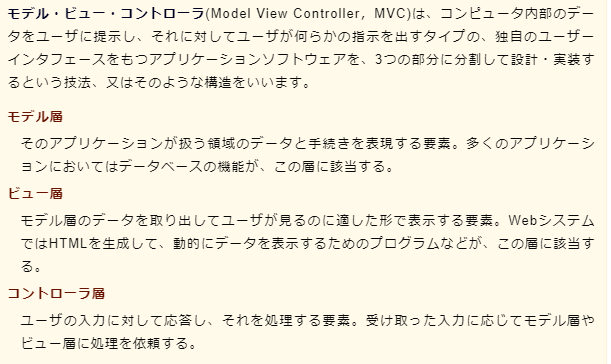 モデル・ビュー・コントローラ(Model View Controller，MVC)は、コンピュータ内部のデー
タをユーザに提示し、それに対してユーザが何らかの指示を出すタイプの、独自のユーザー
インタフェースをもつアプリケーションソフトウェアを、3つの部分に分割して設計・実装す
るという技法、又はそのような構造をいいます。
モデル層
そのアプリケーションが扱う領域のデータと手続きを表現する要素。多くのアプリケーシ
ョンにおいてはデータベースの機能が、この層に該当する。
ビュー層
モデル層のデータを取り出してユーザが見るのに適した形で表示する要素。Webシステム
ではHTMLを生成して、動的にデータを表示するためのプログラムなどが、この層に該当す
る。
コントローラ層
ユーザの入力に対して応答し、それを処理する要素。受け取った入力に応じてモデル層や
ビュー層に処理を依頼する。